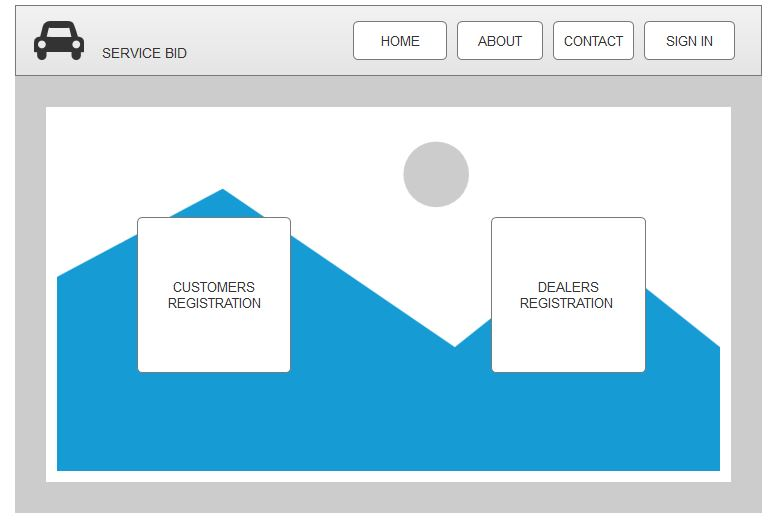 SERVICE BID
HOME
ABOUT
CONTACT
SIGN IN
CUSTOMERS
REGISTRATION
DEALERS
REGISTRATION